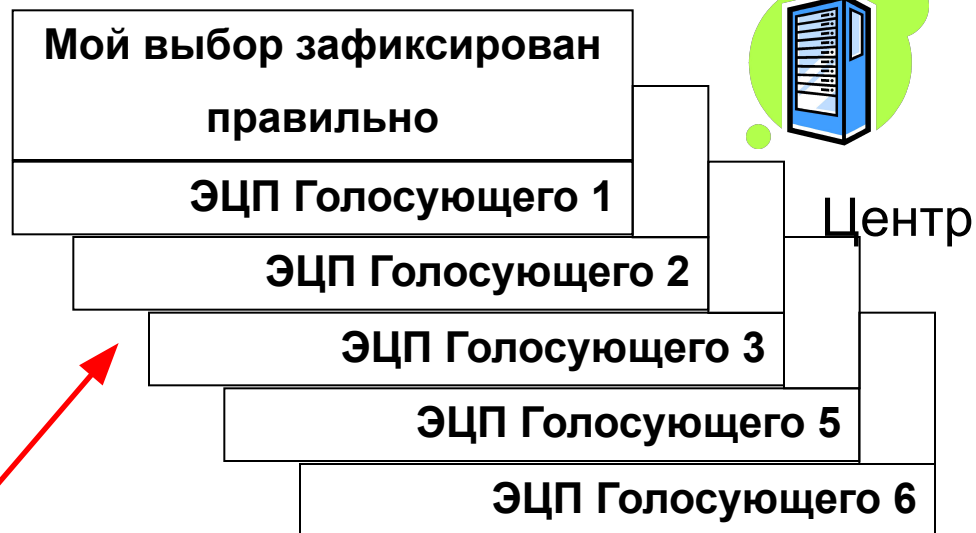 Мой выбор зафиксирован
правильно
ЭЦП Голосующего 1
Центр
ЭЦП Голосующего 2
ЭЦП Голосующего 3
ЭЦП Голосующего 5
ЭЦП Голосующего 6